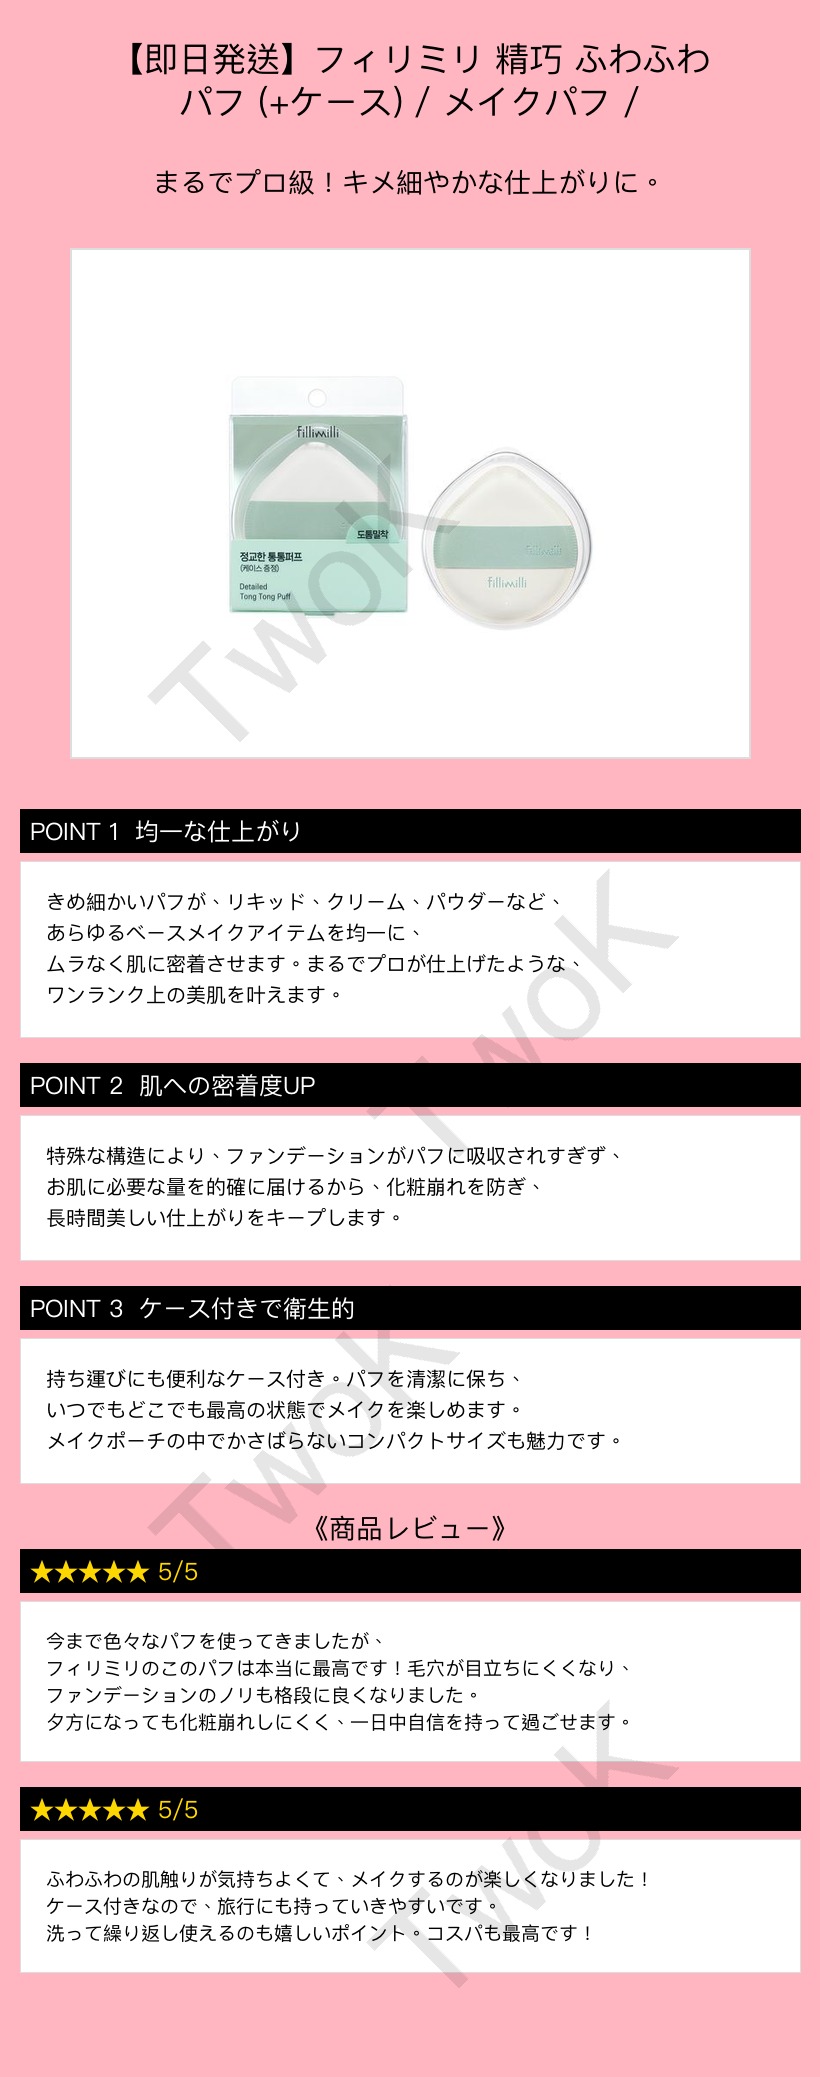 【即日発送】フィリミリ 精巧 ふわふわ
パフ (+ケース) / メイクパフ /
まるでプロ級！キメ細やかな仕上がりに。
fillimilli
도톰밀착
정교한 통통퍼프
(케이스 증정)
Detailed
Tong Tong Puff
fillimilli
fillimilli
TwoK
POINT 1 均一な仕上がり
きめ細かいパフが、リキッド、クリーム、パウダーなど、
あらゆるベースメイクアイテムを均一に、
ムラなく肌に密着させます。まるでプロが仕上げたような、
ワンランク上の美肌を叶えます。
TwoK
POINT 2 肌への密着度UP
特殊な構造により、ファンデーションがパフに吸収されすぎず、
お肌に必要な量を的確に届けるから、化粧崩れを防ぎ、
長時間美しい仕上がりをキープします。
POINT 3 ケース付きで衛生的
持ち運びにも便利なケース付き。パフを清潔に保ち、
いつでもどこでも最高の状態でメイクを楽しめます。
メイクポーチの中でかさばらないコンパクトサイズも魅力です。
TwoK
《商品レビュー》
★★★★★ 5/5
今まで色々なパフを使ってきましたが、
フィリミリのこのパフは本当に最高です！毛穴が目立ちにくくなり、
ファンデーションのノリも格段に良くなりました。
夕方になっても化粧崩れしにくく、一日中自信を持って過ごせます。
TwoK
★★★★★ 5/5
ふわふわの肌触りが気持ちよくて、メイクするのが楽しくなりました！
ケース付きなので、旅行にも持っていきやすいです。
洗って繰り返し使えるのも嬉しいポイント。コスパも最高です！